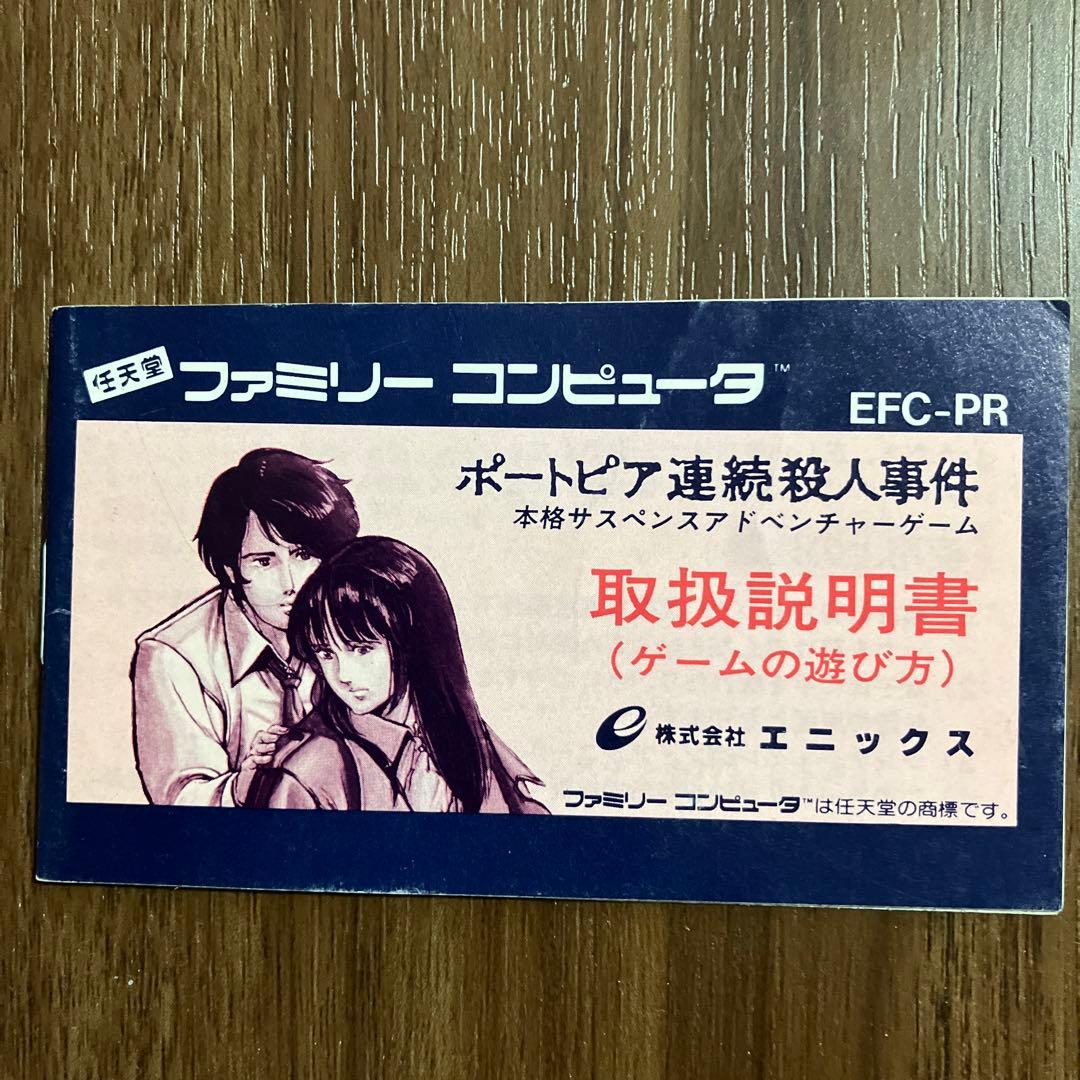 任天堂 ファミリー コンピュータ™
EFC-PR
ポートピア連続殺人事件
本格サスペンスアドベンチャーゲーム
取扱説明書
(ゲームの遊び方)
e 株式会社 エニックス
ファミリー コンピュータ™は任天堂の商標です。